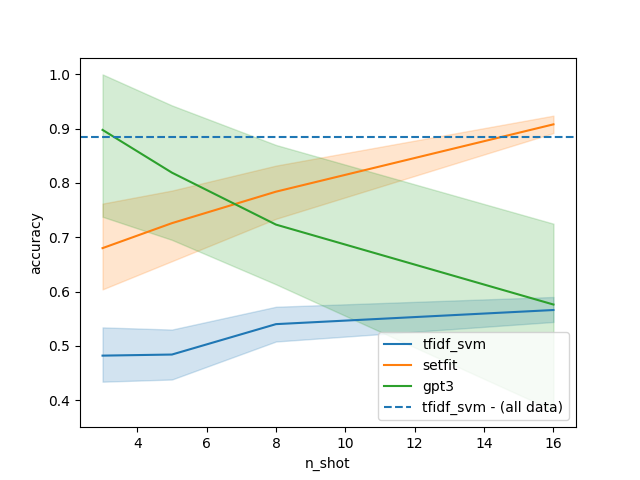 1.0
0.9
0.8
0.7
0.6
0.5
0.4
accuracy
tfidf_svm
setfit
gpt3
tfidf_svm - (all data)
4 6 8 10 12 14 16
n_shot